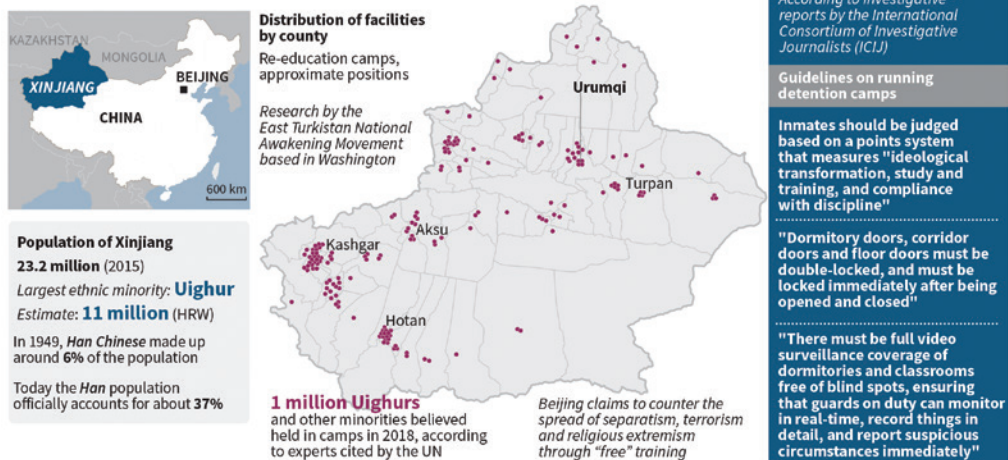 KAZAKHSTAN
MONGOLIA
XINJIANG
BEIJING
CHINA
600 km
Population of Xinjiang
23.2 million (2015)
Largest ethnic minority: Uighur
Estimate: 11 million (HRW)
In 1949, Han Chinese made up
around 6% of the population
Today the Han population
officially accounts for about 37%
Distribution of facilities
by county
Re-education camps,
approximate positions
Research by the
East Turkistan National
Awakening Movement
based in Washington
Urumqi
Turpan
Aksu
Kashgar
Hotan
1 million Uighurs
and other minorities believed
held in camps in 2018, according
to experts cited by the UN
Beijing claims to counter the
spread of separatism, terrorism
and religious extremism
through "free" training
According to investigative
reports by the International
Consortium of Investigative
Journalists (ICIJ)
Guidelines on running
detention camps
Inmates should be judged
based on a points system
that measures "ideological
transformation, study and
training, and compliance
with discipline"
"Dormitory doors, corridor
doors and floor doors must be
double-locked, and must be
locked immediately after being
opened and closed"
"There must be full video
surveillance coverage of
dormitories and classrooms
free of blind spots, ensuring
that guards on duty can monitor
in real-time, record things in
detail, and report suspicious
circumstances immediately"